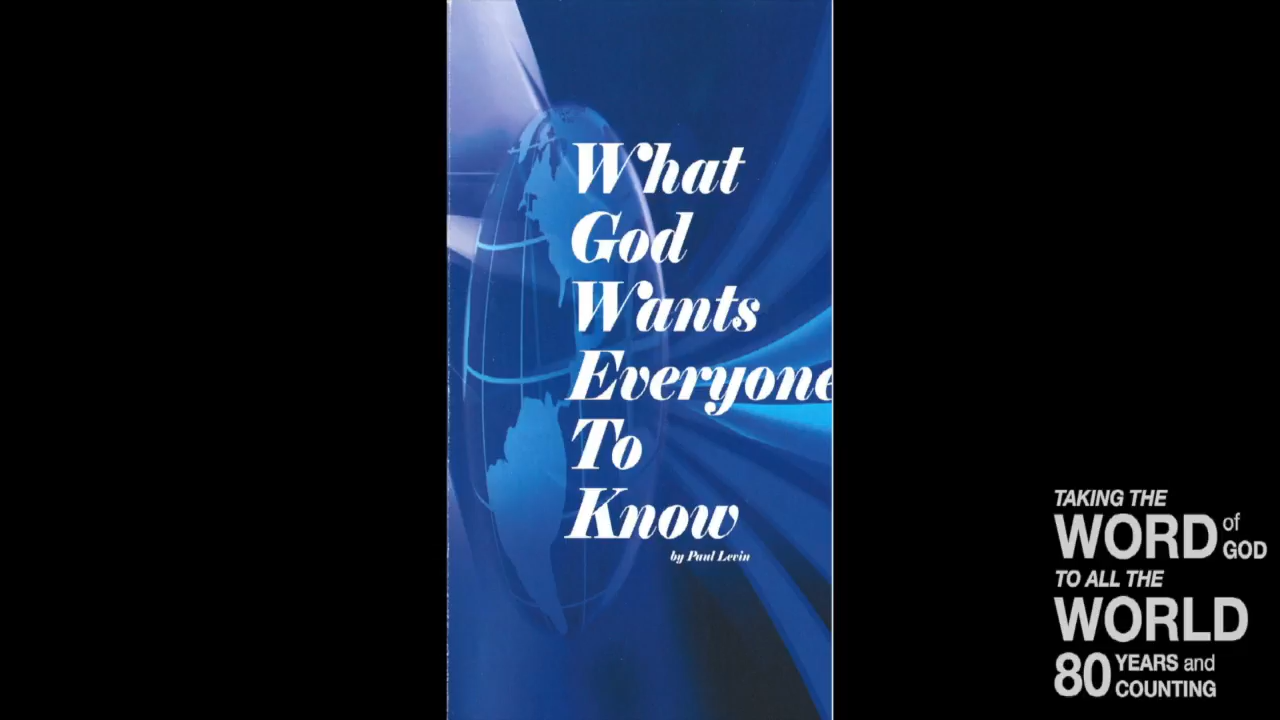 What
God
Wants
Everyone
To
Know
by Paul Levin
TAKING THE
WORD of GOD
TO ALL THE
WORLD
80 YEARS and
COUNTING